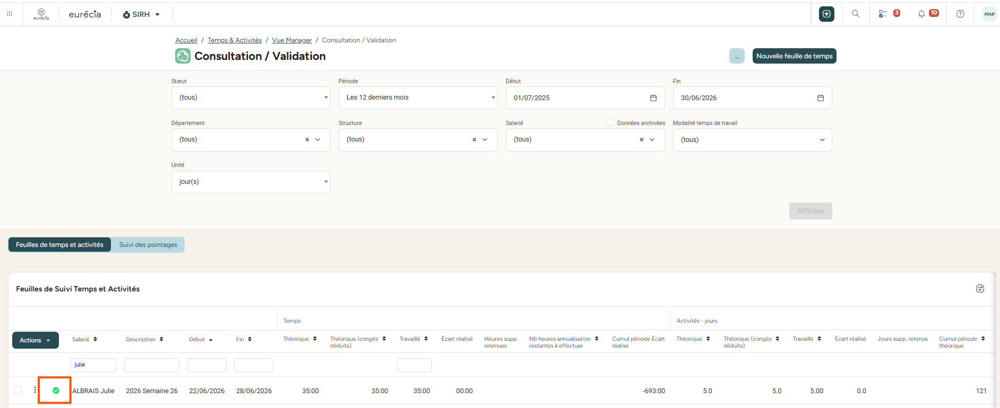 eurécia
eurécia
SIRH
3
10
MAP
Accueil / Temps & Activités / Vue Manager / Consultation / Validation
Consultation / Validation
...
Nouvelle feuille de temps
Statut
Période
Début
Fin
(tous)
Les 12 derniers mois
01/07/2025
30/06/2026
Département
Structure
Salarié
Données archivées
Modalité temps de travail
(tous)
(tous)
(tous)
(tous)
Unité
jour(s)
Afficher
Feuilles de temps et activités
Suivi des pointages
Feuilles de Suivi Temps et Activités
Temps
Activités - jours
Actions
Salarié
Description
Début
Fin
Théorique
Théorique (congés
déduits)
Travaillé
Écart réalisé
Heures supp.
retenues
Nb heures annualisation
restantes à effectuer
Cumul période Écart
réalisé
Théorique
Théorique (congés
déduits)
Travaillé
Écart réalisé
Jours supp. retenus
Cumul période
théorique
julie
ALBRAIS Julie 2026 Semaine 26 22/06/2026 28/06/2026 35:00 35:00 35:00 00:00 -693:00 5.0 5.0 5.00 0.0 121